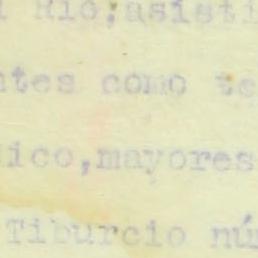 l Rio, asisti
ntes como te
ico, mayores
Tiburcio nú